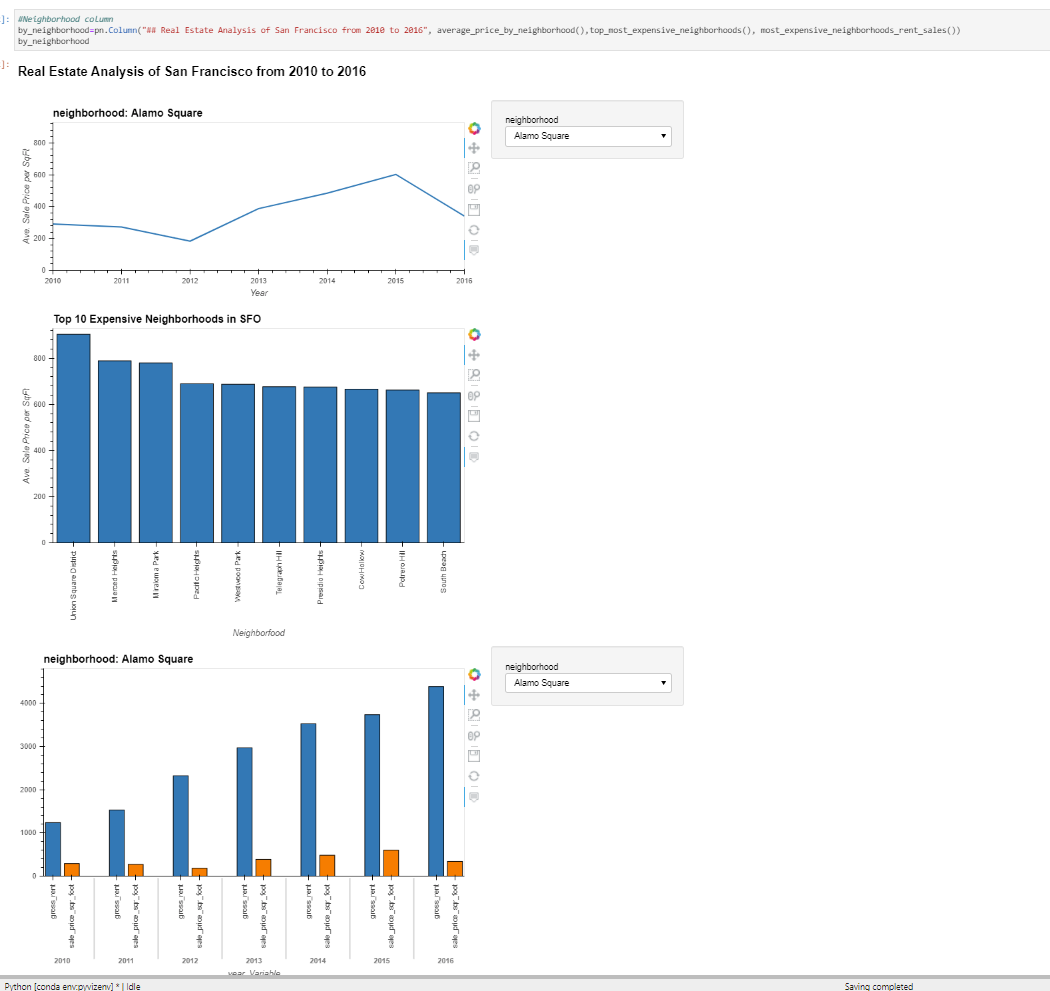 ]:
#Neighborhood column
by_neighborhood=pn.Column("## Real Estate Analysis of San Francisco from 2010 to 2016", average_price_by_neighborhood(),top_most_expensive_neighborhoods(), most_expensive_neighborhoods_rent_sales())
by_neighborhood
]:
Real Estate Analysis of San Francisco from 2010 to 2016
neighborhood: Alamo Square
Ave. Sale Price per SqFt
800
600
400
200
0
2010 2011 2012 2013 2014 2015 2016
Year
neighborhood
Alamo Square
Top 10 Expensive Neighborhoods in SFO
Ave. Sale Price per SqFt
800
600
400
200
0
Union Square District
Merced Heights
Miraloma Park
Pacific Heights
Westwood Park
Telegraph Hill
Presidio Heights
Cow Hollow
Potrero Hill
South Beach
Neighborfood
neighborhood: Alamo Square
4000
3000
2000
1000
0
gross_rent sale_price_sqr_foot gross_rent sale_price_sqr_foot gross_rent sale_price_sqr_foot gross_rent sale_price_sqr_foot gross_rent sale_price_sqr_foot gross_rent sale_price_sqr_foot gross_rent sale_price_sqr_foot
2010 2011 2012 2013 2014 2015 2016
year, Variable
neighborhood
Alamo Square
Python [conda env:pyvizenv] * | Idle
Saving completed